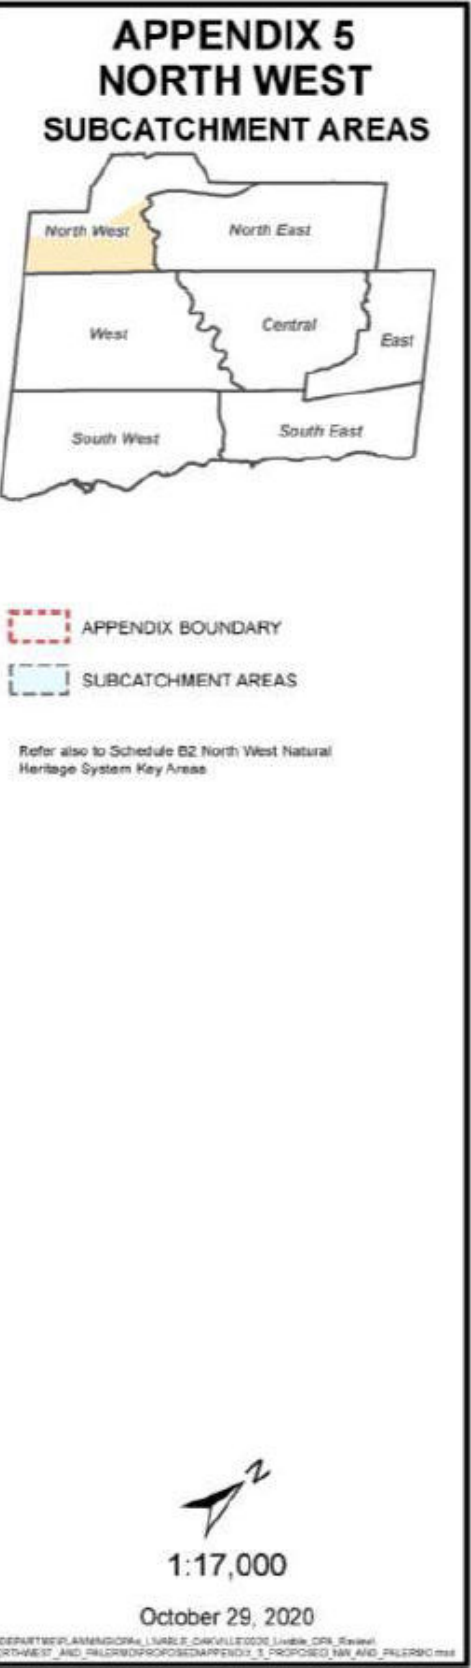 APPENDIX 5
NORTH WEST
SUBCATCHMENT AREAS
North West
North East
West
Central
East
South West
South East
APPENDIX BOUNDARY
SUBCATCHMENT AREAS
Refer also to Schedule B2 North West Natural
Heritage System Key Areas
N
1:17,000
October 29, 2020